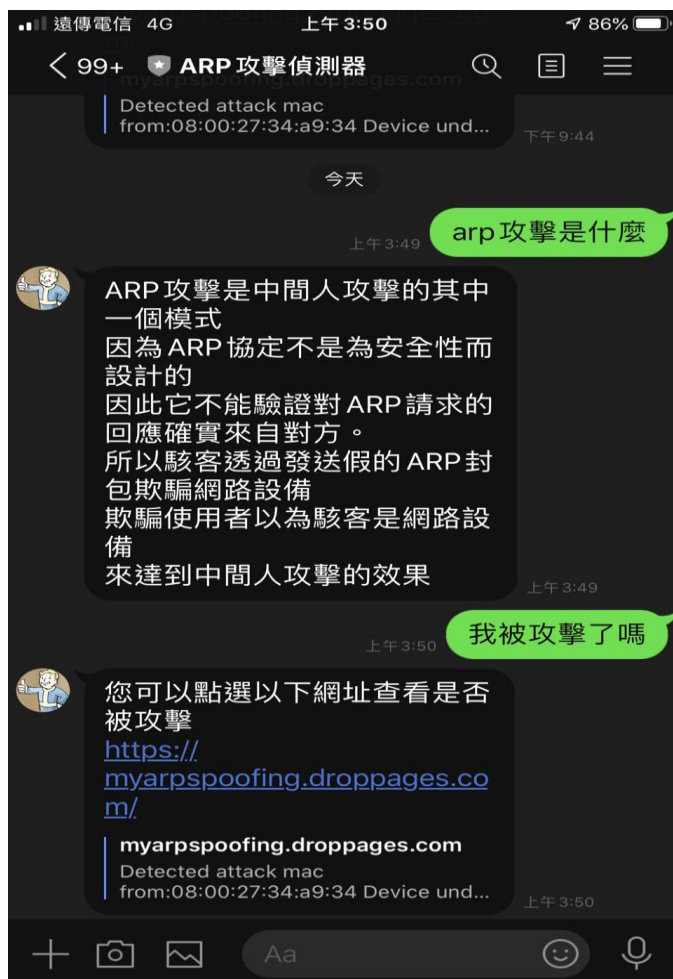 遠傳電信 4G 上午3:50 86%
99+ ARP攻擊偵測器
myarpspoofing.droppages.com
Detected attack mac
from:08:00:27:34:a9:34 Device und...
下午9:44
今天
arp攻擊是什麼
上午3:49
ARP攻擊是中間人攻擊的其中
一個模式
因為ARP協定不是為安全性而
設計的
因此它不能驗證對ARP請求的
回應確實來自對方。
所以駭客透過發送假的ARP封
包欺騙網路設備
欺騙使用者以為駭客是網路設
備
來達到中間人攻擊的效果
上午3:49
我被攻擊了嗎
上午3:50
您可以點選以下網址查看是否
被攻擊
https://
myarpspoofing.droppages.co
m/
myarpspoofing.droppages.com
Detected attack mac
from:08:00:27:34:a9:34 Device und...
上午3:50
Aa